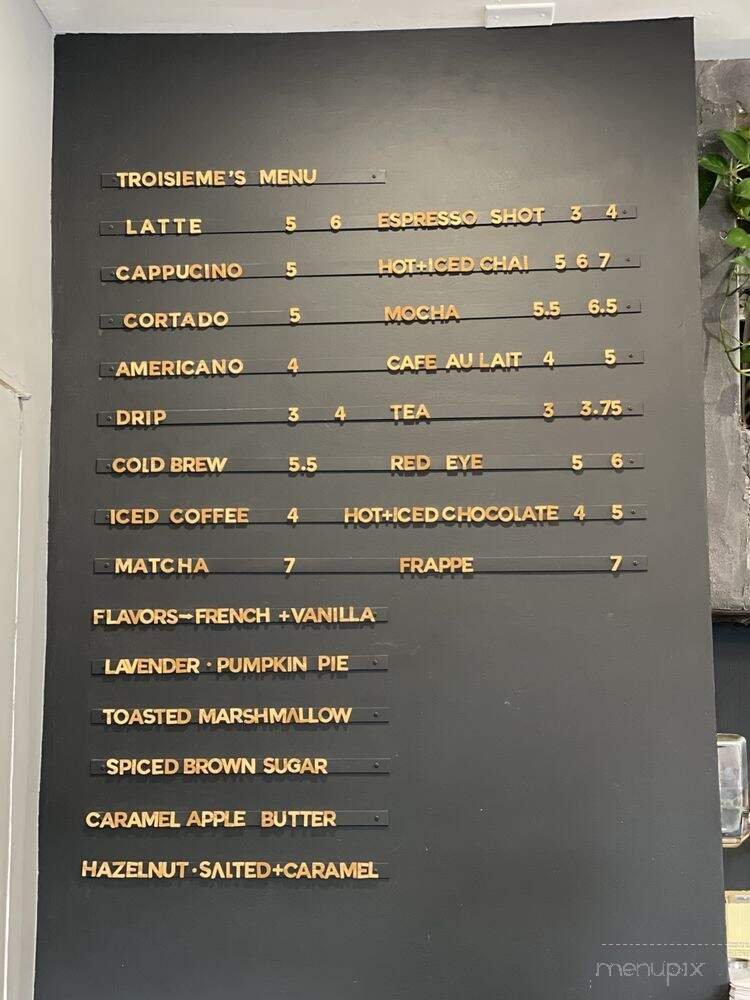 TROISIEME'S MENU
LATTE 5 6 ESPRESSO SHOT 3 4
CAPPUCINO 5 HOT+ICED CHAI 5 6 7
CORTADO 5 MOCHA 5.5 6.5
AMERICANO 4 CAFE AU LAIT 4 5
DRIP 3 4 TEA 3 3.75
COLD BREW 5.5 RED EYE 5 6
ICED COFFEE 4 HOT+ICED CHOCOLATE 4 5
MATCHA 7 FRAPPE 7
FLAVORS→FRENCH +VANILLA
LAVENDER · PUMPKIN PIE
TOASTED MARSHMALLOW
SPICED BROWN SUGAR
CARAMEL APPLE BUTTER
HAZELNUT·SALTED+CARAMEL
menupix